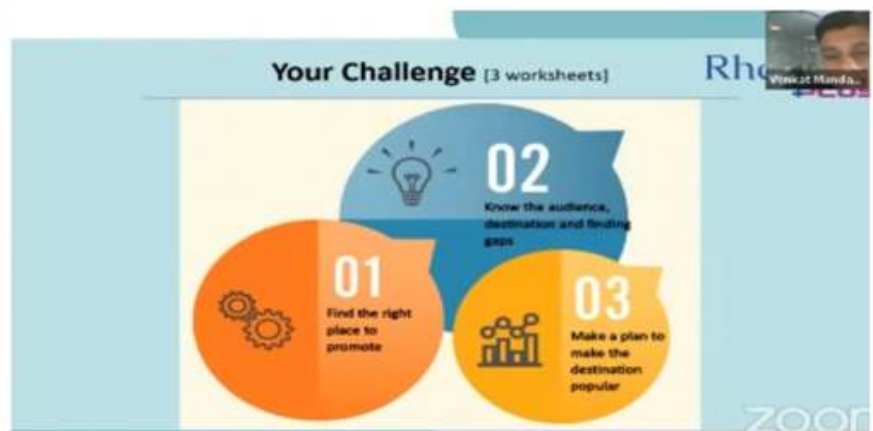 Your Challenge [3 worksheets]
Venkat Manda...
02
Know the audience,
destination and finding
gaps
01
Find the right
place to
promote
03
Make a plan to
make the
destination
popular
zoom